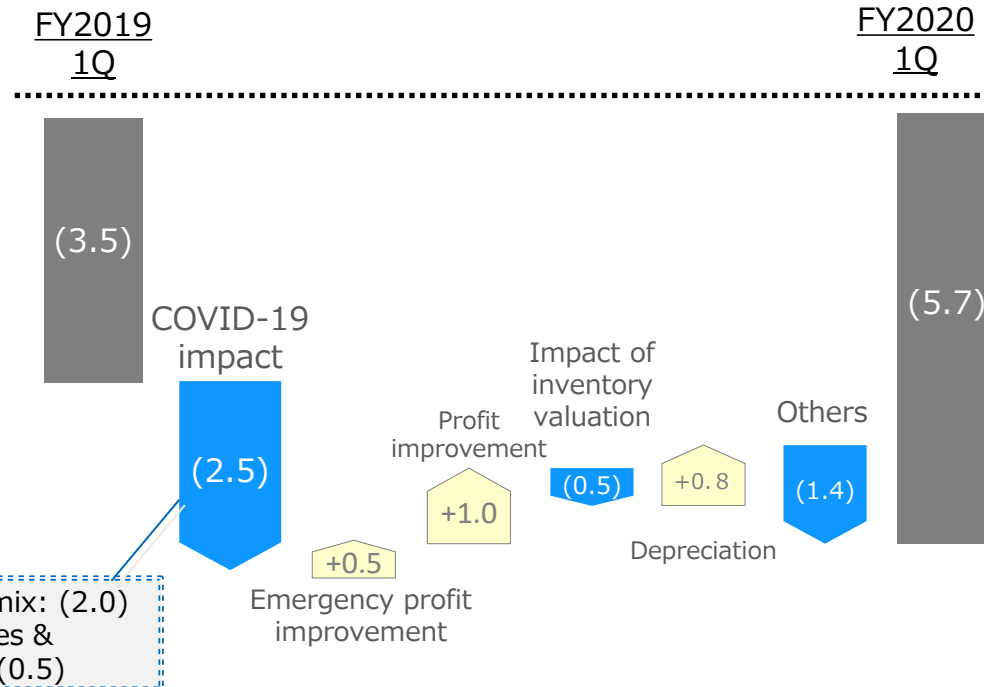 FY2019
1Q
FY2020
1Q
(3.5)
(5.7)
COVID-19
impact
(2.5)
+0.5
Emergency profit
improvement
Profit
improvement
+1.0
Impact of
inventory
valuation
(0.5)
+0.8
Depreciation
Others
(1.4)
mix: (2.0)
&
(0.5)